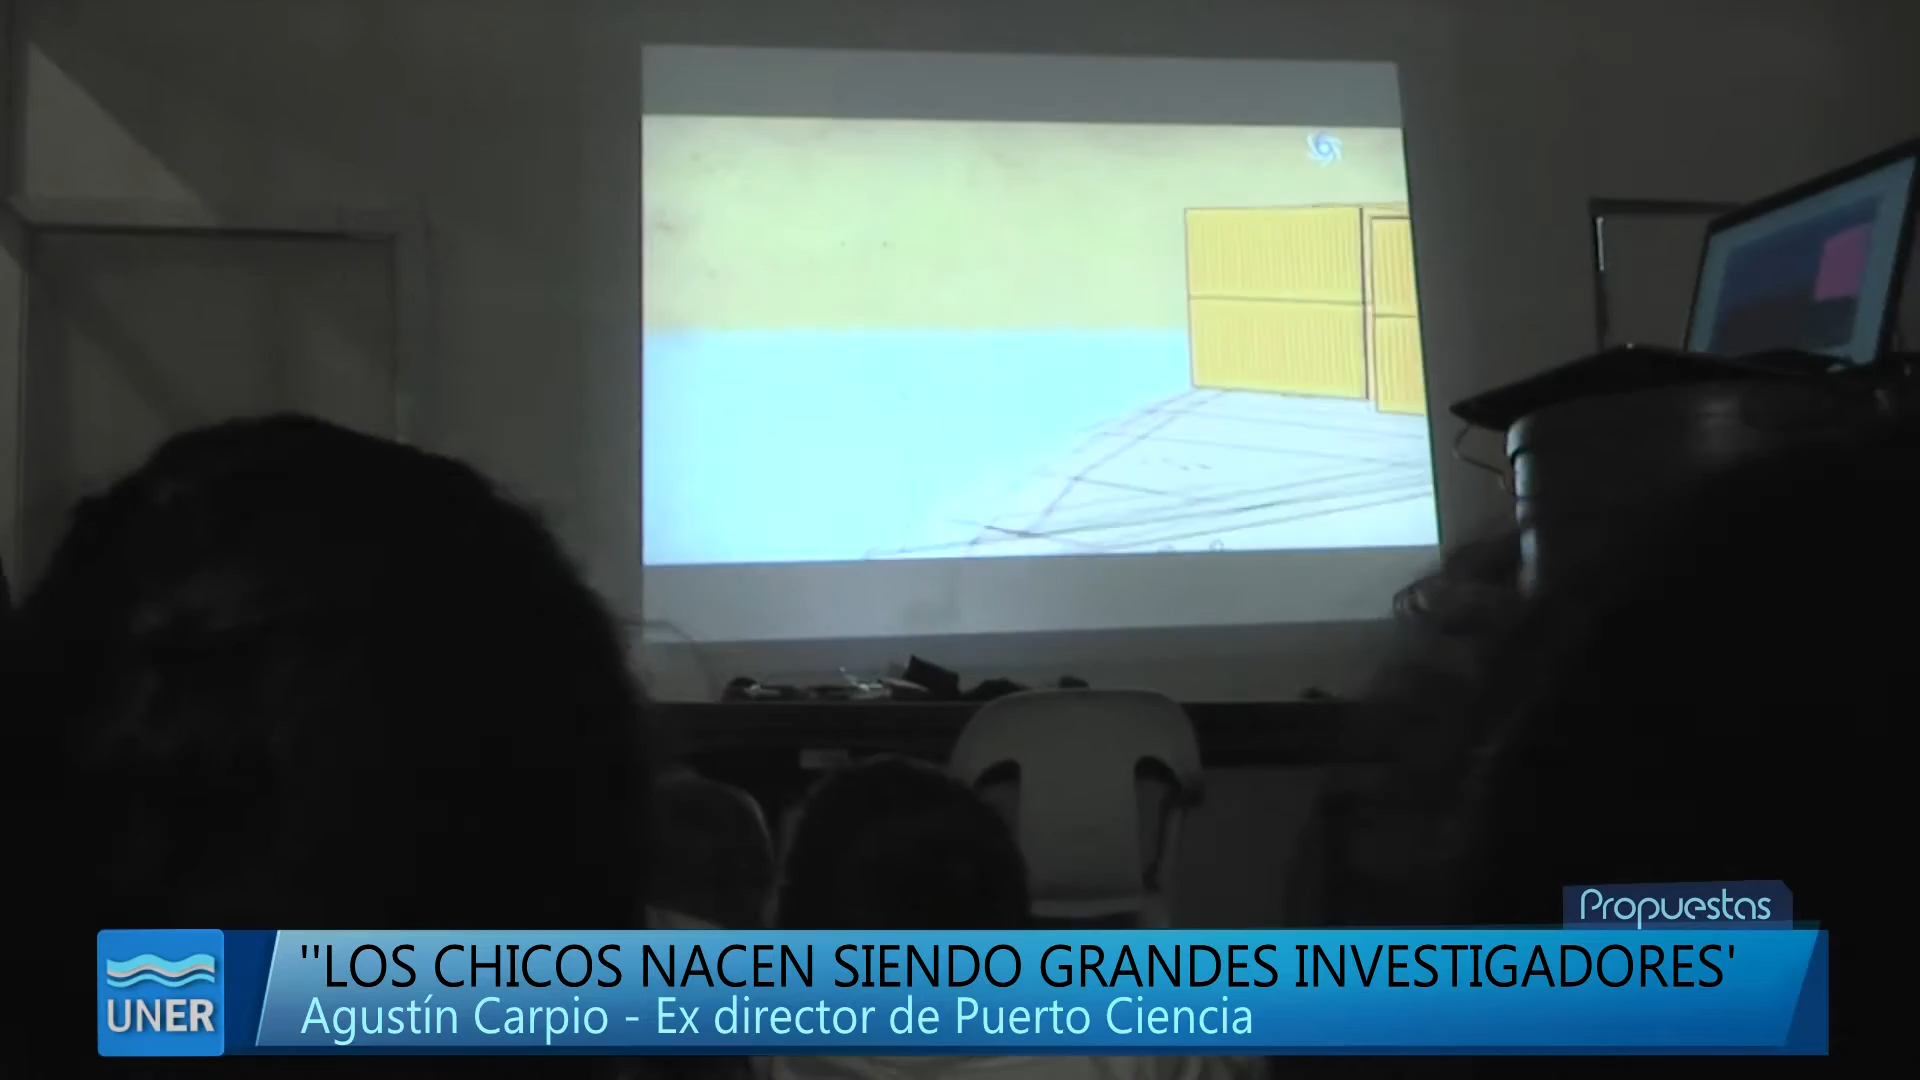 Propuestas
''LOS CHICOS NACEN SIENDO GRANDES INVESTIGADORES'
Agustín Carpio - Ex director de Puerto Ciencia
UNER